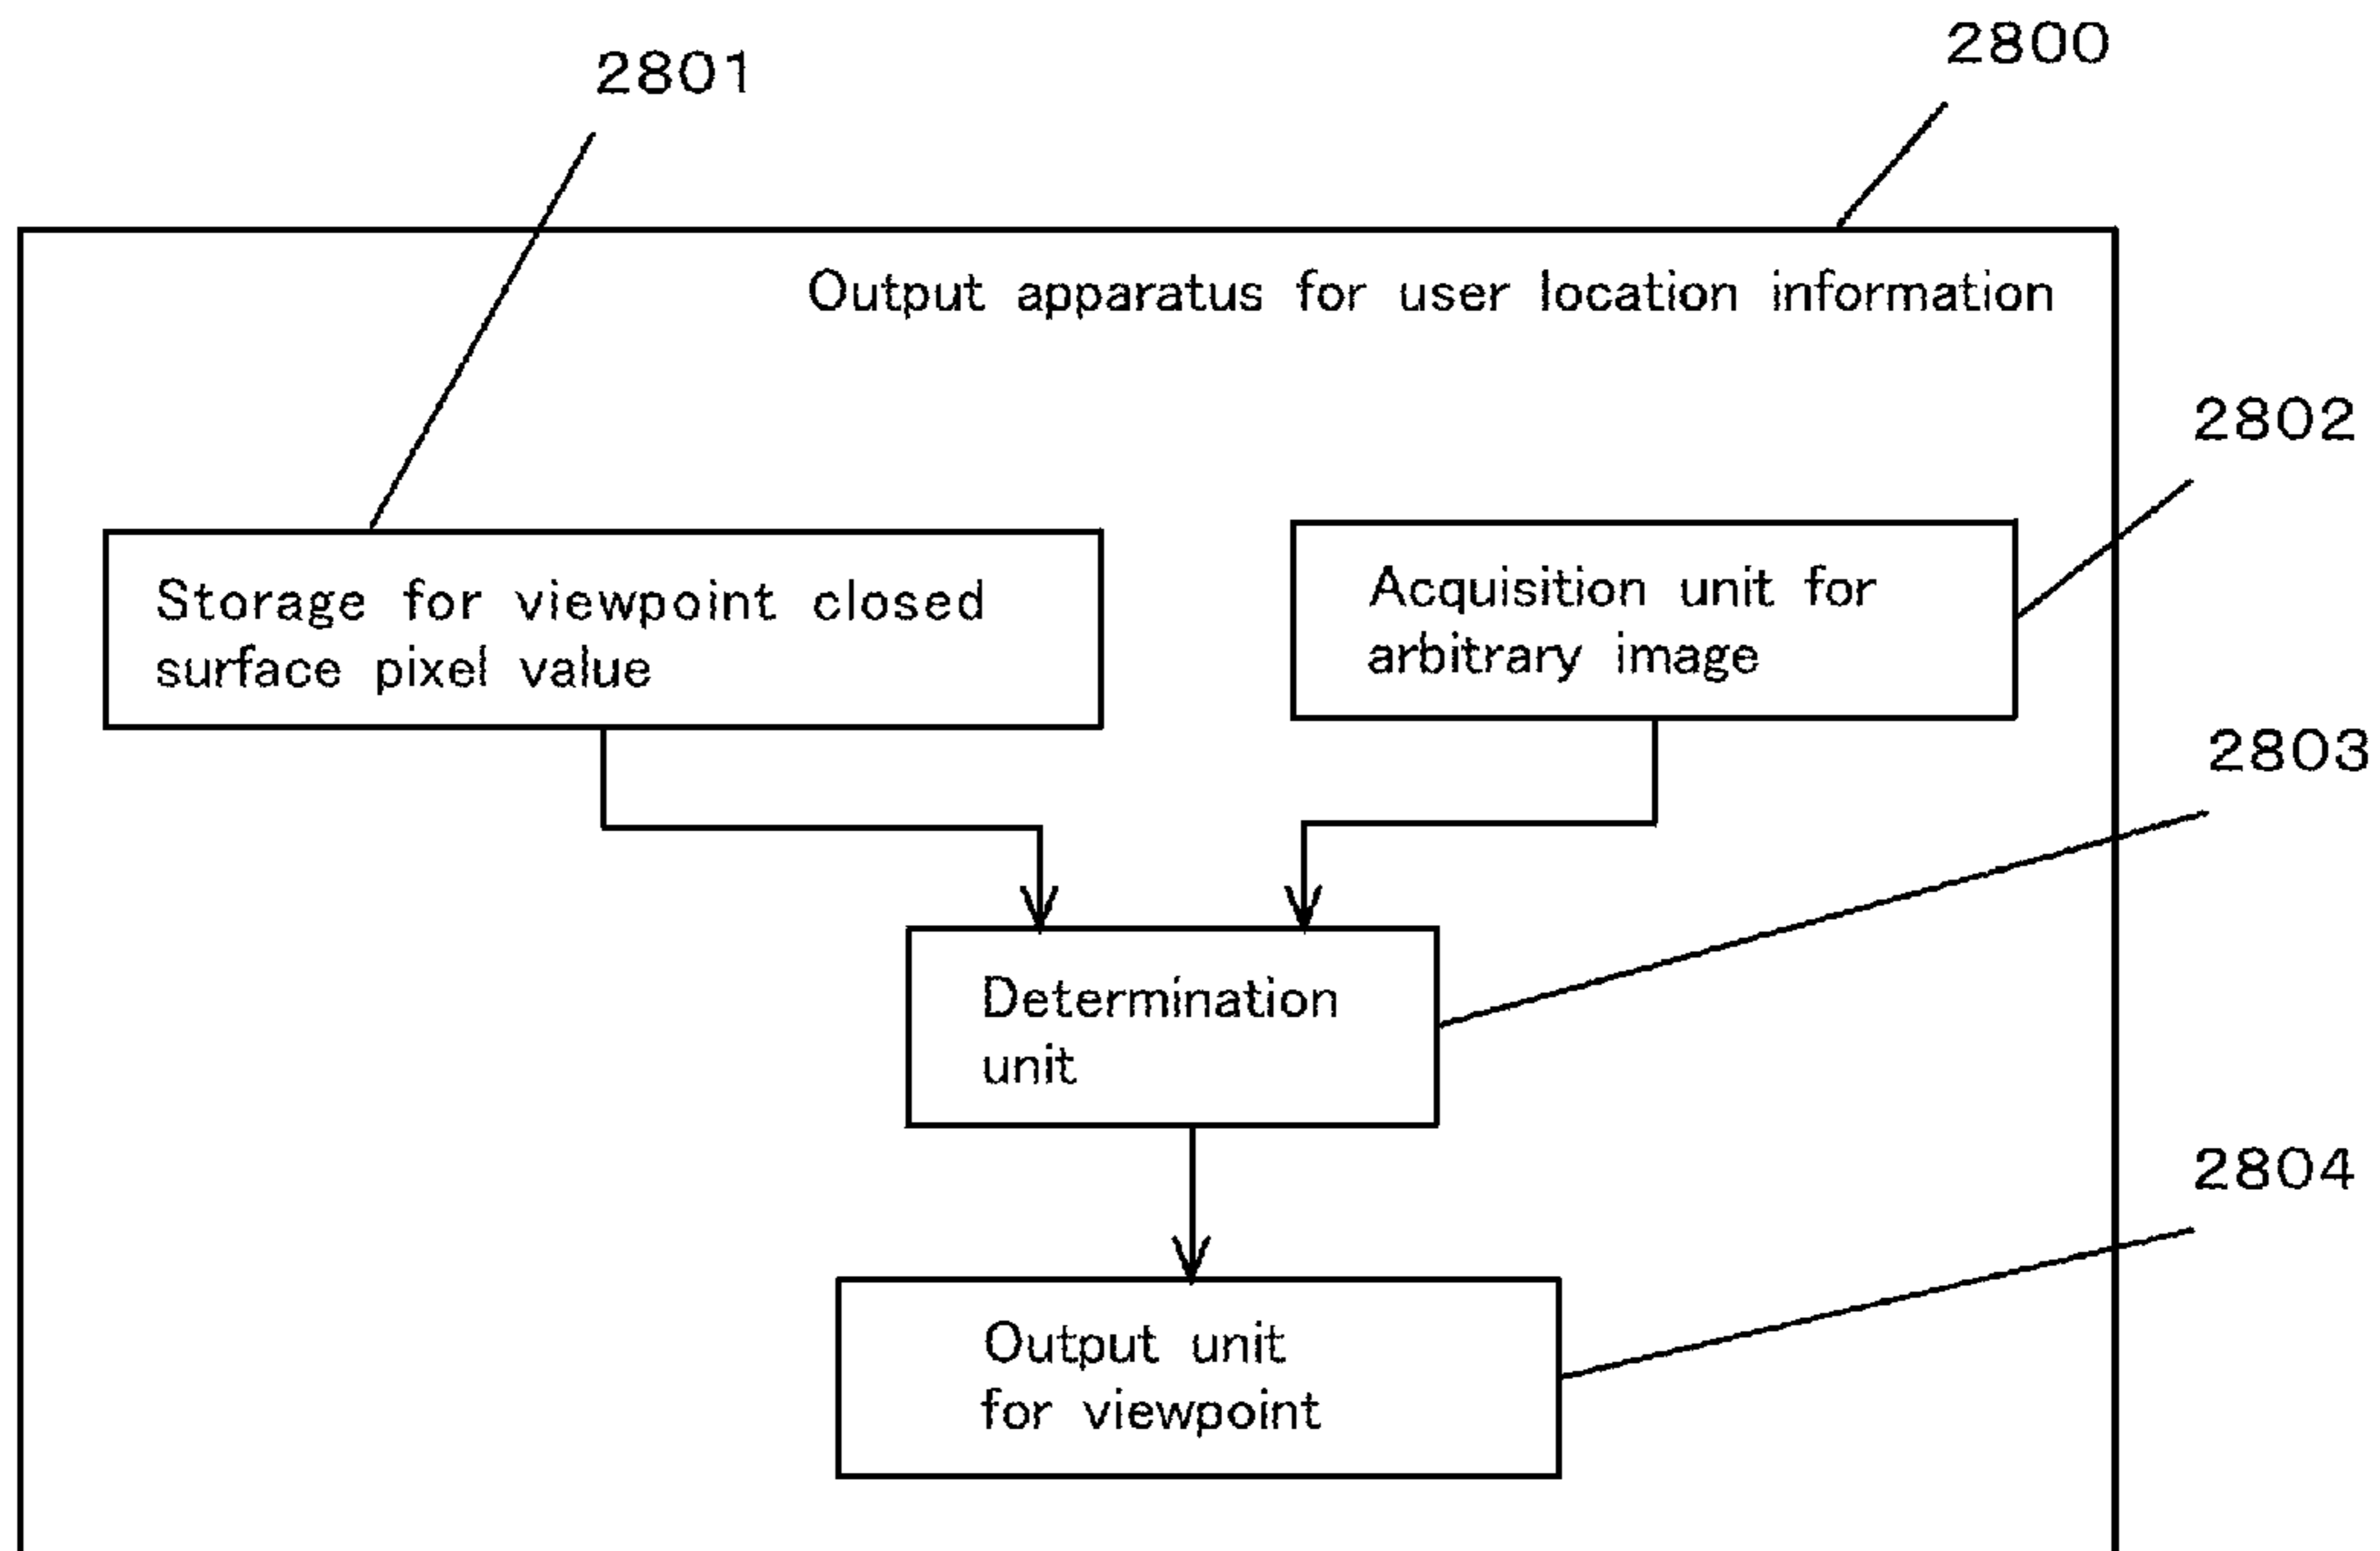 2800
2801
Output apparatus for user location information
2802
Storage for viewpoint closed
surface pixel value
Acquisition unit for
arbitrary image
2803
Determination
unit
2804
Output unit
for viewpoint